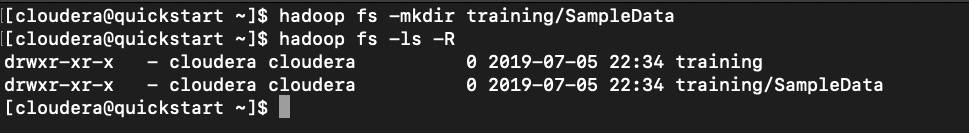 [cloudera@quickstart ~]$ hadoop fs -mkdir training/SampleData
[cloudera@quickstart ~]$ hadoop fs -ls -R
drwxr-xr-x   - cloudera cloudera          0 2019-07-05 22:34 training
drwxr-xr-x   - cloudera cloudera          0 2019-07-05 22:34 training/SampleData
[cloudera@quickstart ~]$